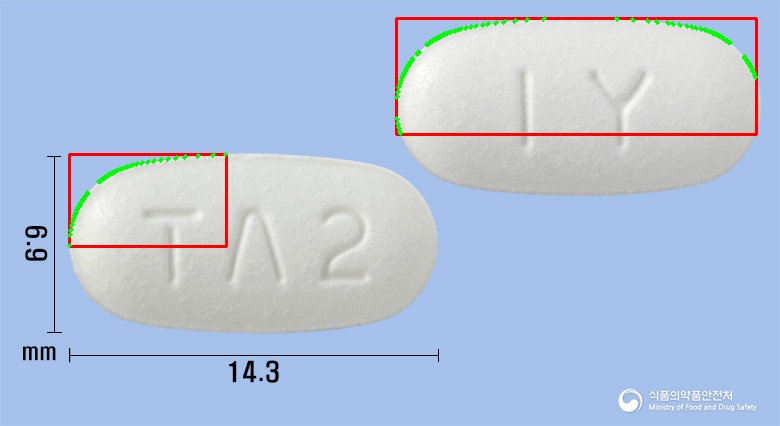 IY
TA2
6.9
mm
14.3
식품의약품안전처
Ministry of Food and Drug Safety